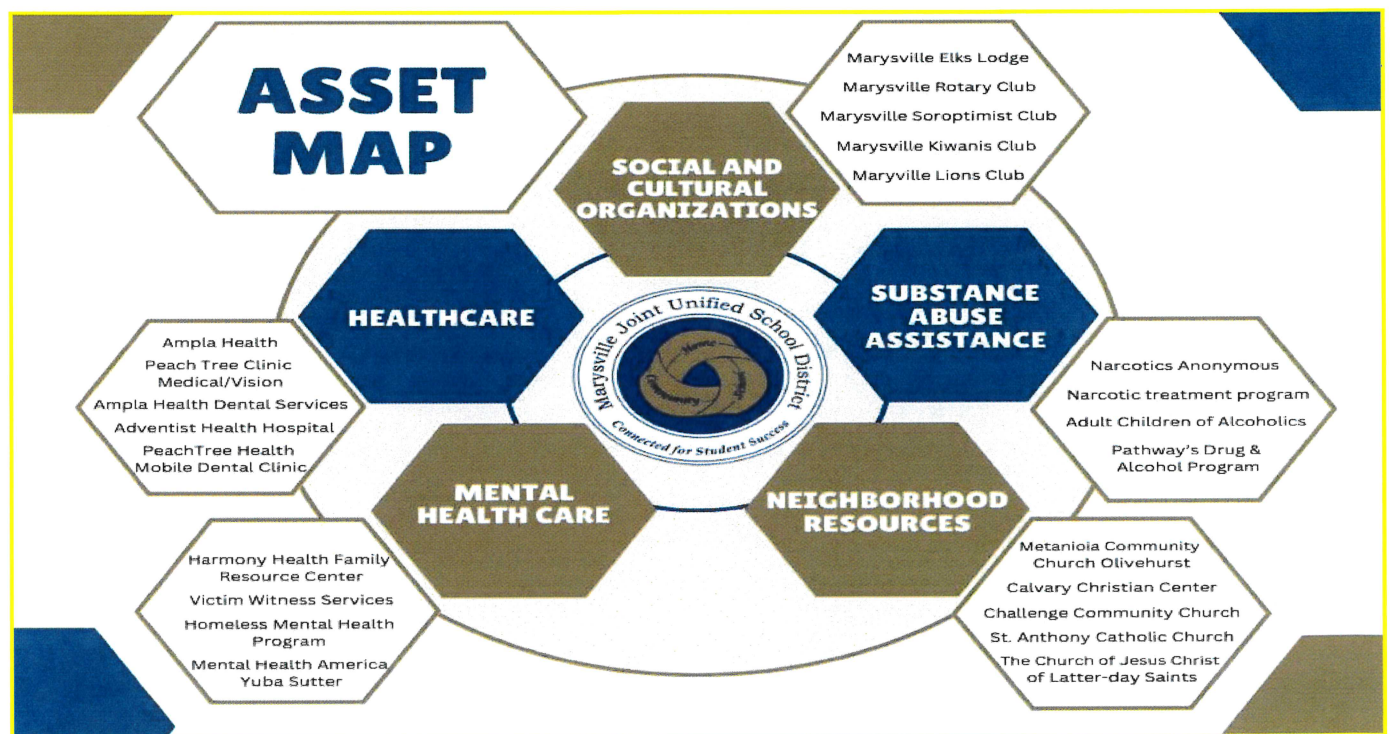 ASSET
MAP
Marysville Elks Lodge
Marysville Rotary Club
Marysville Soroptimist Club
Marysville Kiwanis Club
Maryville Lions Club
SOCIAL AND
CULTURAL
ORGANIZATIONS
HEALTHCARE
SUBSTANCE
ABUSE
ASSISTANCE
Marysville Joint Unified School District
Home
Community
School
Connected for Student Success
Ampla Health
Peach Tree Clinic
Medical/Vision
Ampla Health Dental Services
Adventist Health Hospital
PeachTree Health
Mobile Dental Clinic
Narcotics Anonymous
Narcotic treatment program
Adult Children of Alcoholics
Pathway's Drug &
Alcohol Program
MENTAL
HEALTH CARE
NEIGHBORHOOD
RESOURCES
Harmony Health Family
Resource Center
Victim Witness Services
Homeless Mental Health
Program
Mental Health America
Yuba Sutter
Metanioia Community
Church Olivehurst
Calvary Christian Center
Challenge Community Church
St. Anthony Catholic Church
The Church of Jesus Christ
of Latter-day Saints